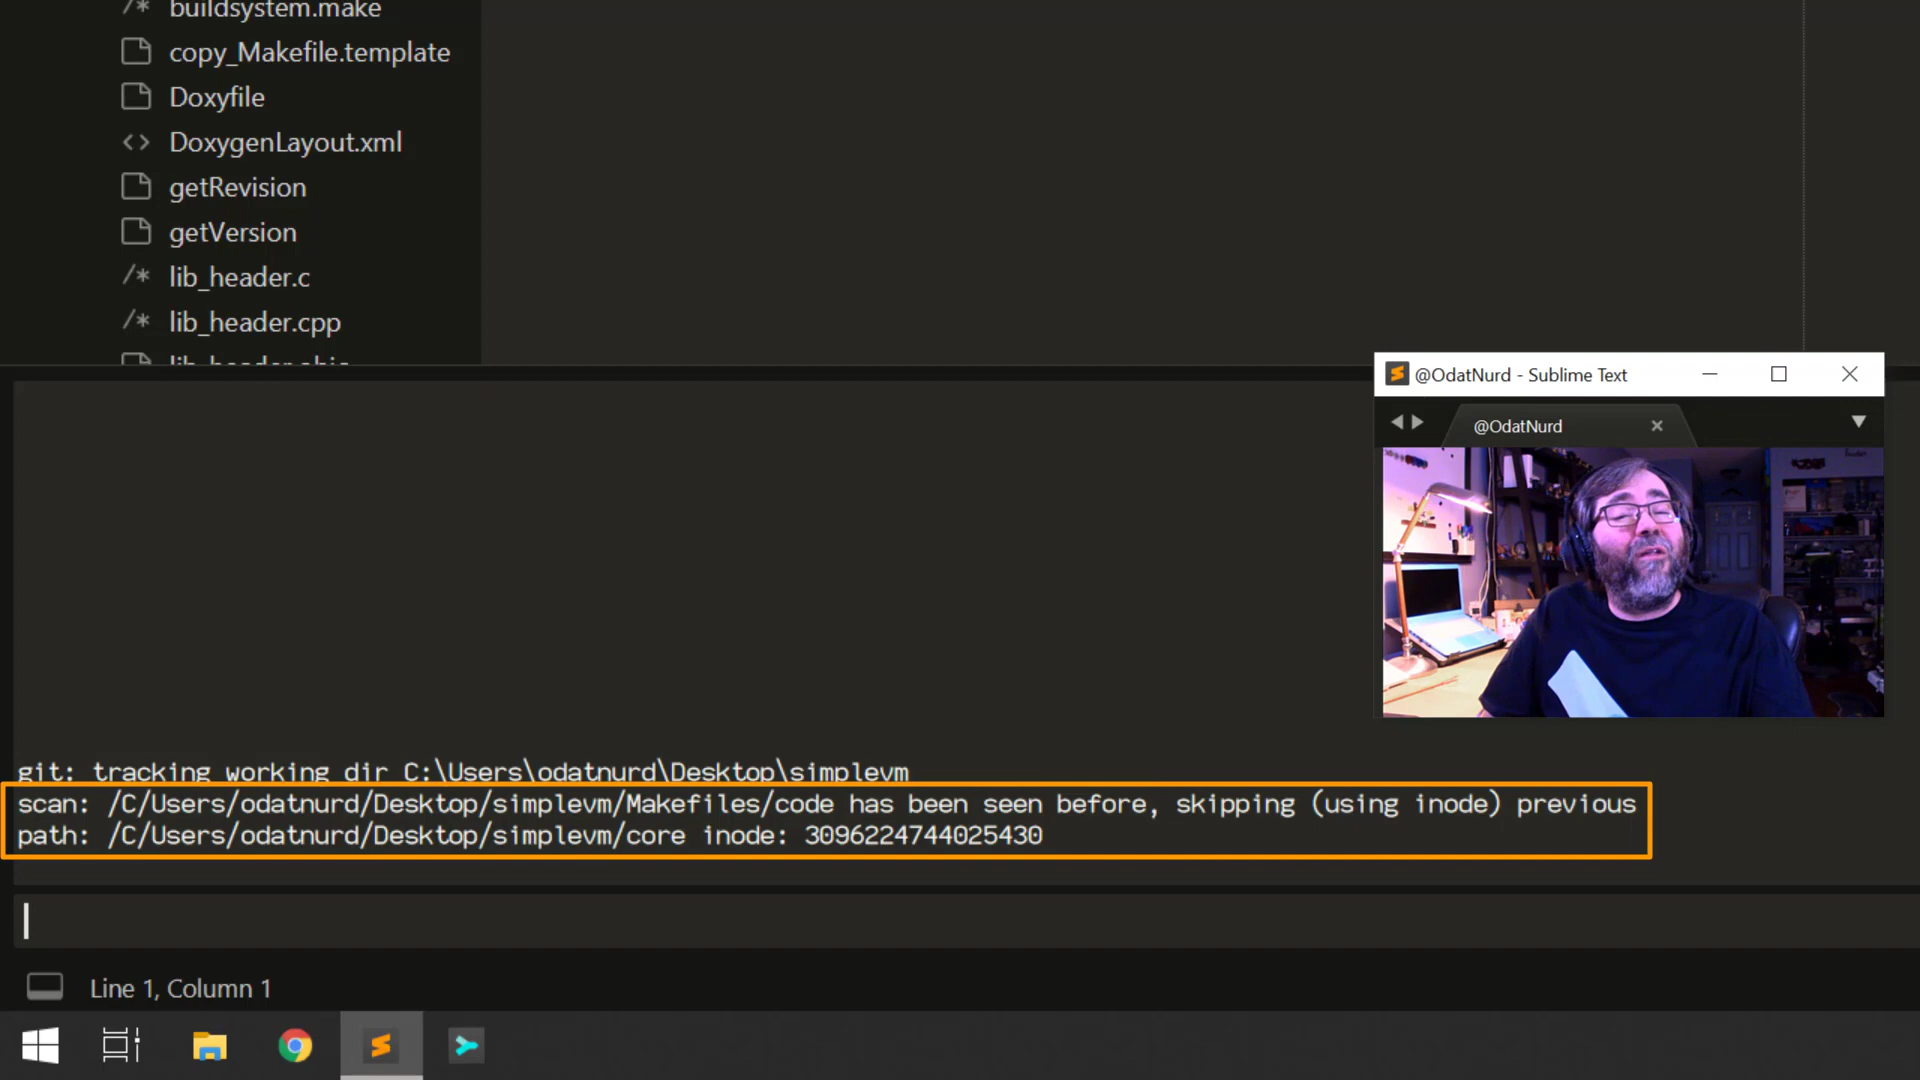 /* buildsystem.make
copy_Makefile.template
Doxyfile
<> DoxygenLayout.xml
getRevision
getVersion
/* lib_header.c
/* lib_header.cpp
@OdatNurd - Sublime Text
@OdatNurd
git: tracking working dir C:\Users\odatnurd\Desktop\simplevm
scan: /C/Users/odatnurd/Desktop/simplevm/Makefiles/code has been seen before, skipping (using inode) previous
path: /C/Users/odatnurd/Desktop/simplevm/core inode: 3096224744025430
Line 1, Column 1